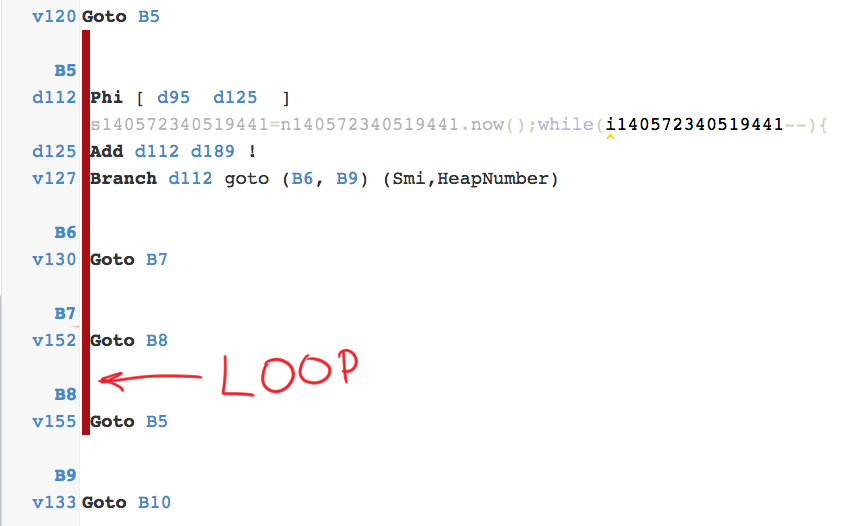 v120 Goto B5
B5
d112 Phi [ d95 d125 ]
s140572340519441=n140572340519441.now();while(i140572340519441--){
d125 Add d112 d189 !
v127 Branch d112 goto (B6, B9) (Smi,HeapNumber)
B6
v130 Goto B7
B7
v152 Goto B8
LOOP
B8
v155 Goto B5
B9
v133 Goto B10